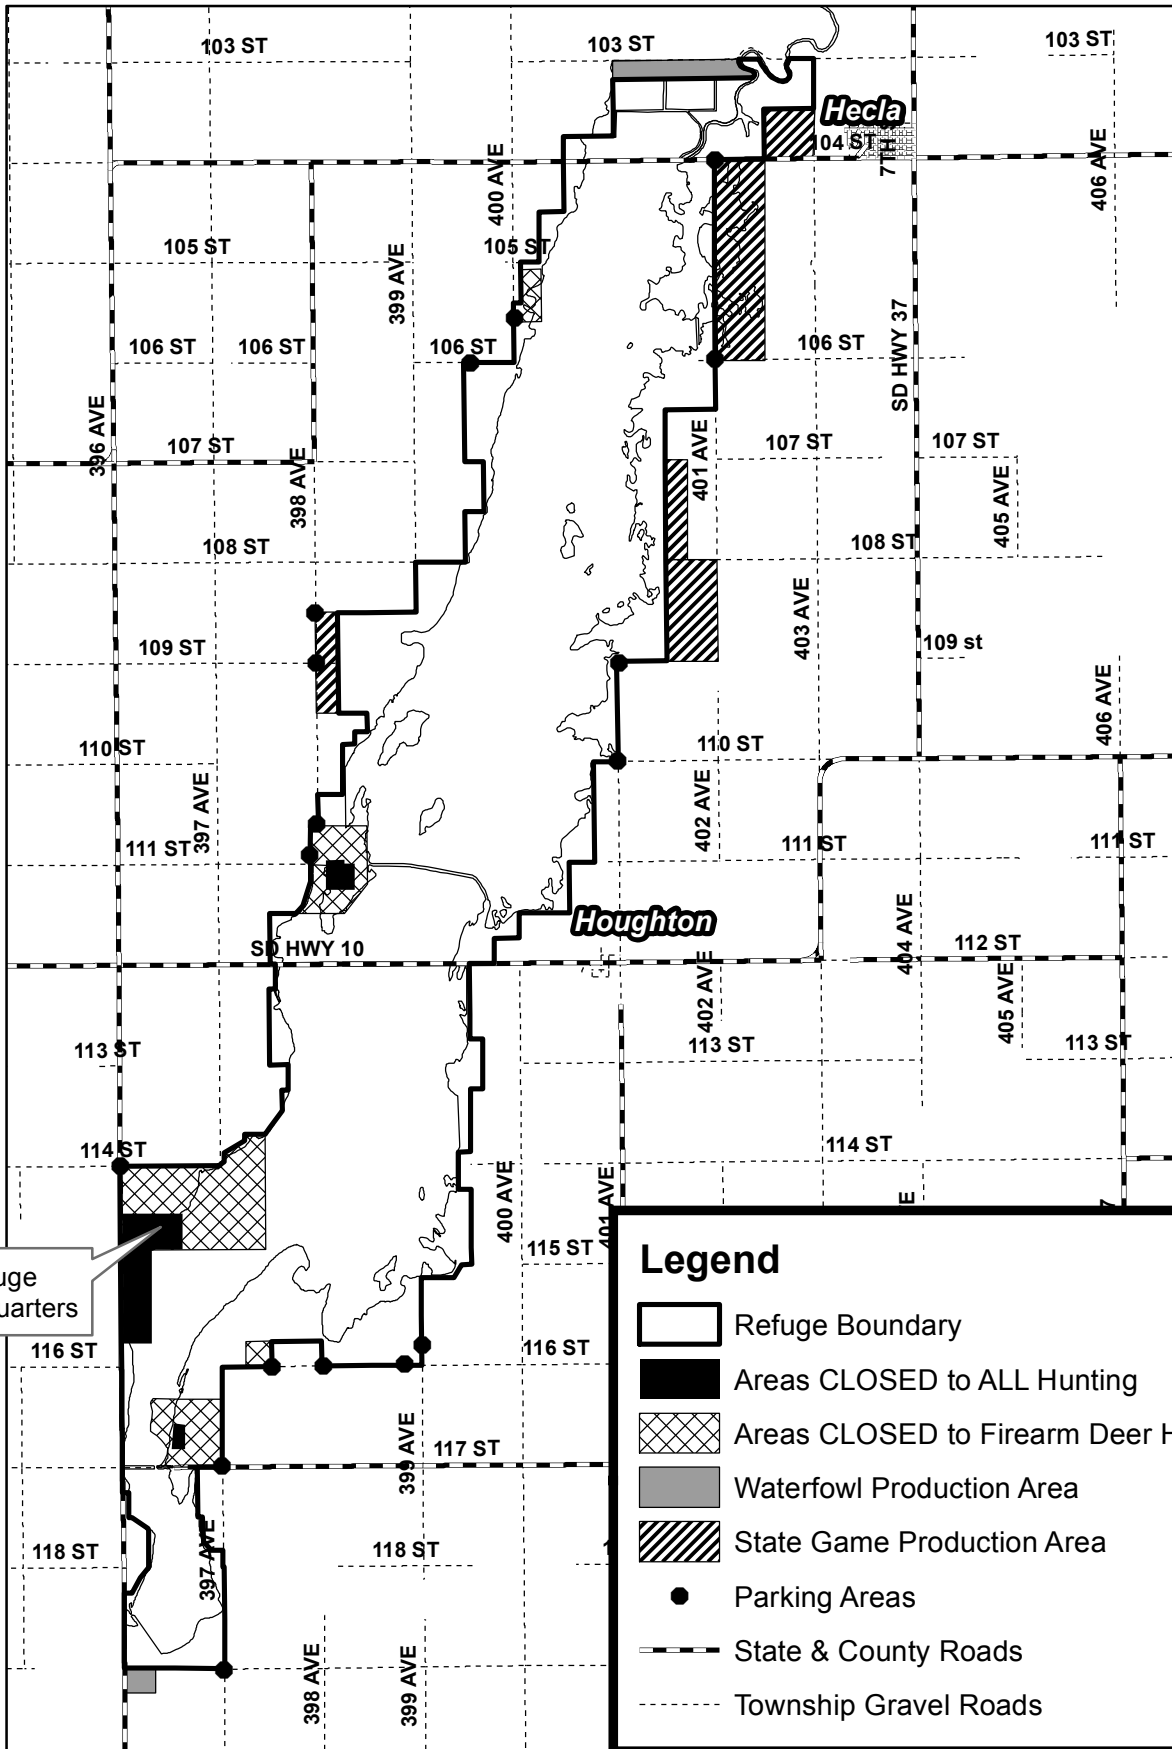 103 ST
103 ST
103 ST
Hecla
104 ST
7TH S
400 AVE
406 AVE
105 ST
105 ST
399 AVE
106 ST
106 ST
106 ST
106 ST
SD HWY 37
396 AVE
107 ST
398 AVE
401 AVE
107 ST
107 ST
405 AVE
108 ST
108 ST
403 AVE
109 ST
109 st
406 AVE
110 ST
110 ST
397 AVE
402 AVE
111 ST
111 ST
111 ST
Houghton
404 AVE
SD HWY 10
112 ST
402 AVE
405 AVE
113 ST
113 ST
113 ST
114 ST
114 ST
400 AVE
401 AVE
115 ST
uge
uarters
116 ST
116 ST
399 AVE
117 ST
397 AVE
118 ST
118 ST
398 AVE
399 AVE
Legend
Refuge Boundary
Areas CLOSED to ALL Hunting
Areas CLOSED to Firearm Deer H
Waterfowl Production Area
State Game Production Area
Parking Areas
State & County Roads
Township Gravel Roads